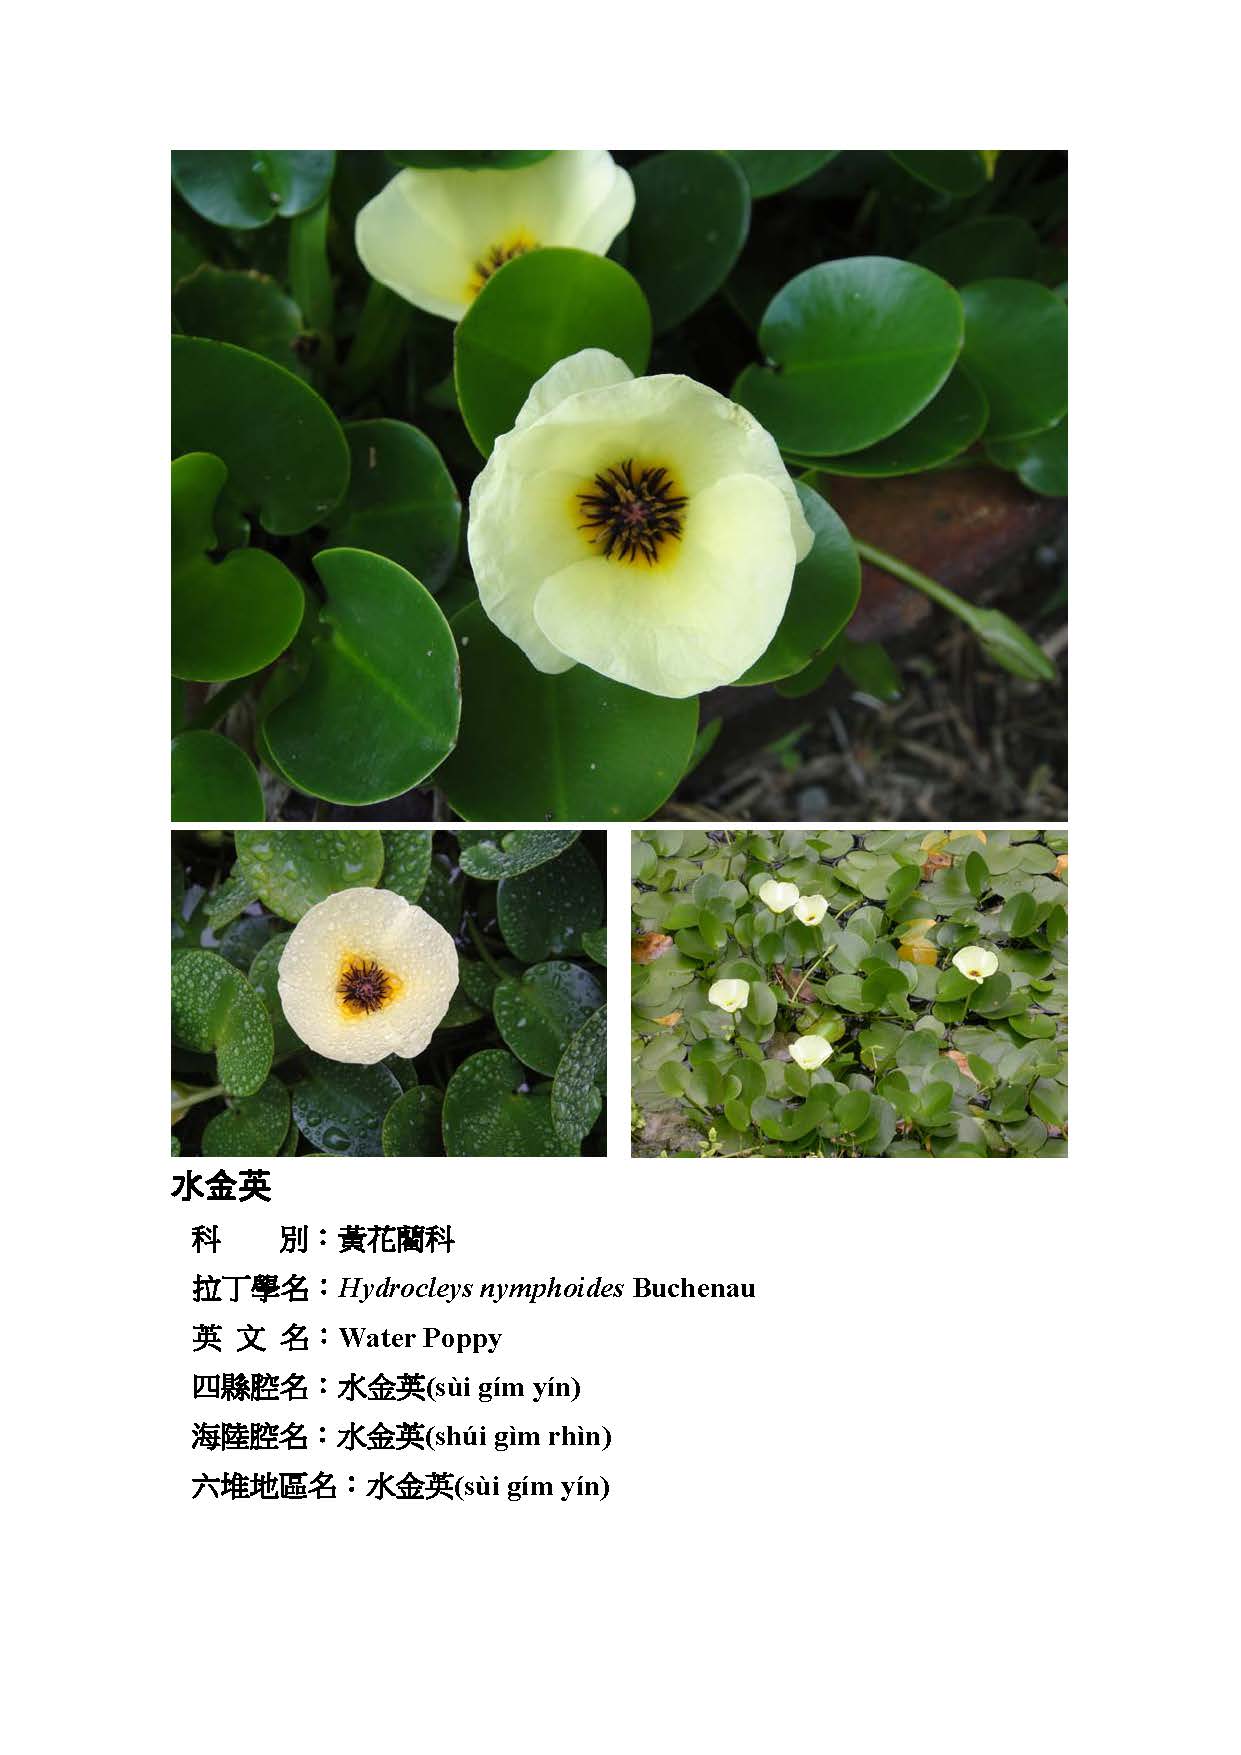 水金英
科　　別：黃花藺科
拉丁學名：Hydrocleys nymphoides Buchenau
英 文 名：Water Poppy
四縣腔名：水金英(sùi gím yín)
海陸腔名：水金英(shúi gìm rhìn)
六堆地區名：水金英(sùi gím yín)